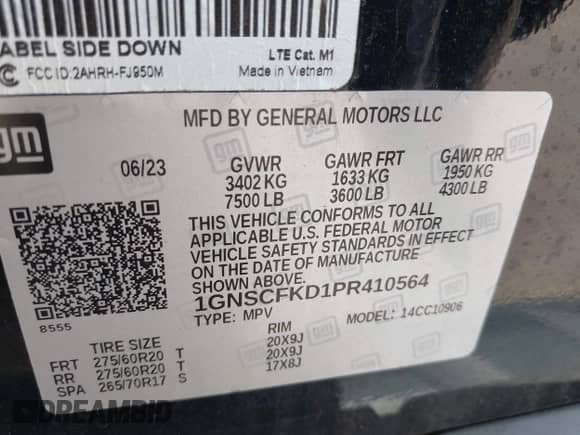 LABEL SIDE DOWN
LTE Cat. M1
FCC ID:2AHRH-FJ950M
Made in Vietnam
gm
MFD BY GENERAL MOTORS LLC
06/23 GVWR GAWR FRT GAWR RR
3402 KG 1633 KG 1950 KG
7500 LB 3600 LB 4300 LB
THIS VEHICLE CONFORMS TO ALL
APPLICABLE U.S. FEDERAL MOTOR
VEHICLE SAFETY STANDARDS IN EFFECT
ON THE DATE OF MANUFACTURE
SHOWN ABOVE.
1GNSCFKD1PR410564
8555
TYPE: MPV MODEL: 14CC10906
TIRE SIZE RIM
FRT 275/60R20 T 20X9J
RR 275/60R20 T 20X9J
SPA 265/70R17 S 17X8J
DREAMBID